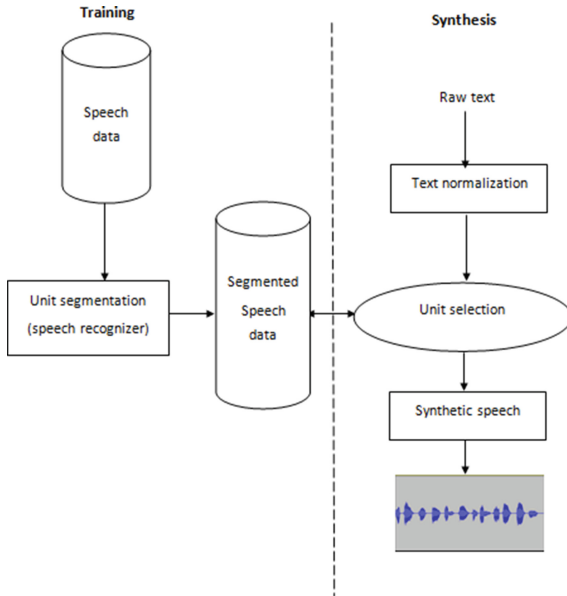 Training
Speech
data
Unit segmentation
(speech recognizer)
Segmented
Speech
data
Synthesis
Raw text
Text normalization
Unit selection
Synthetic speech